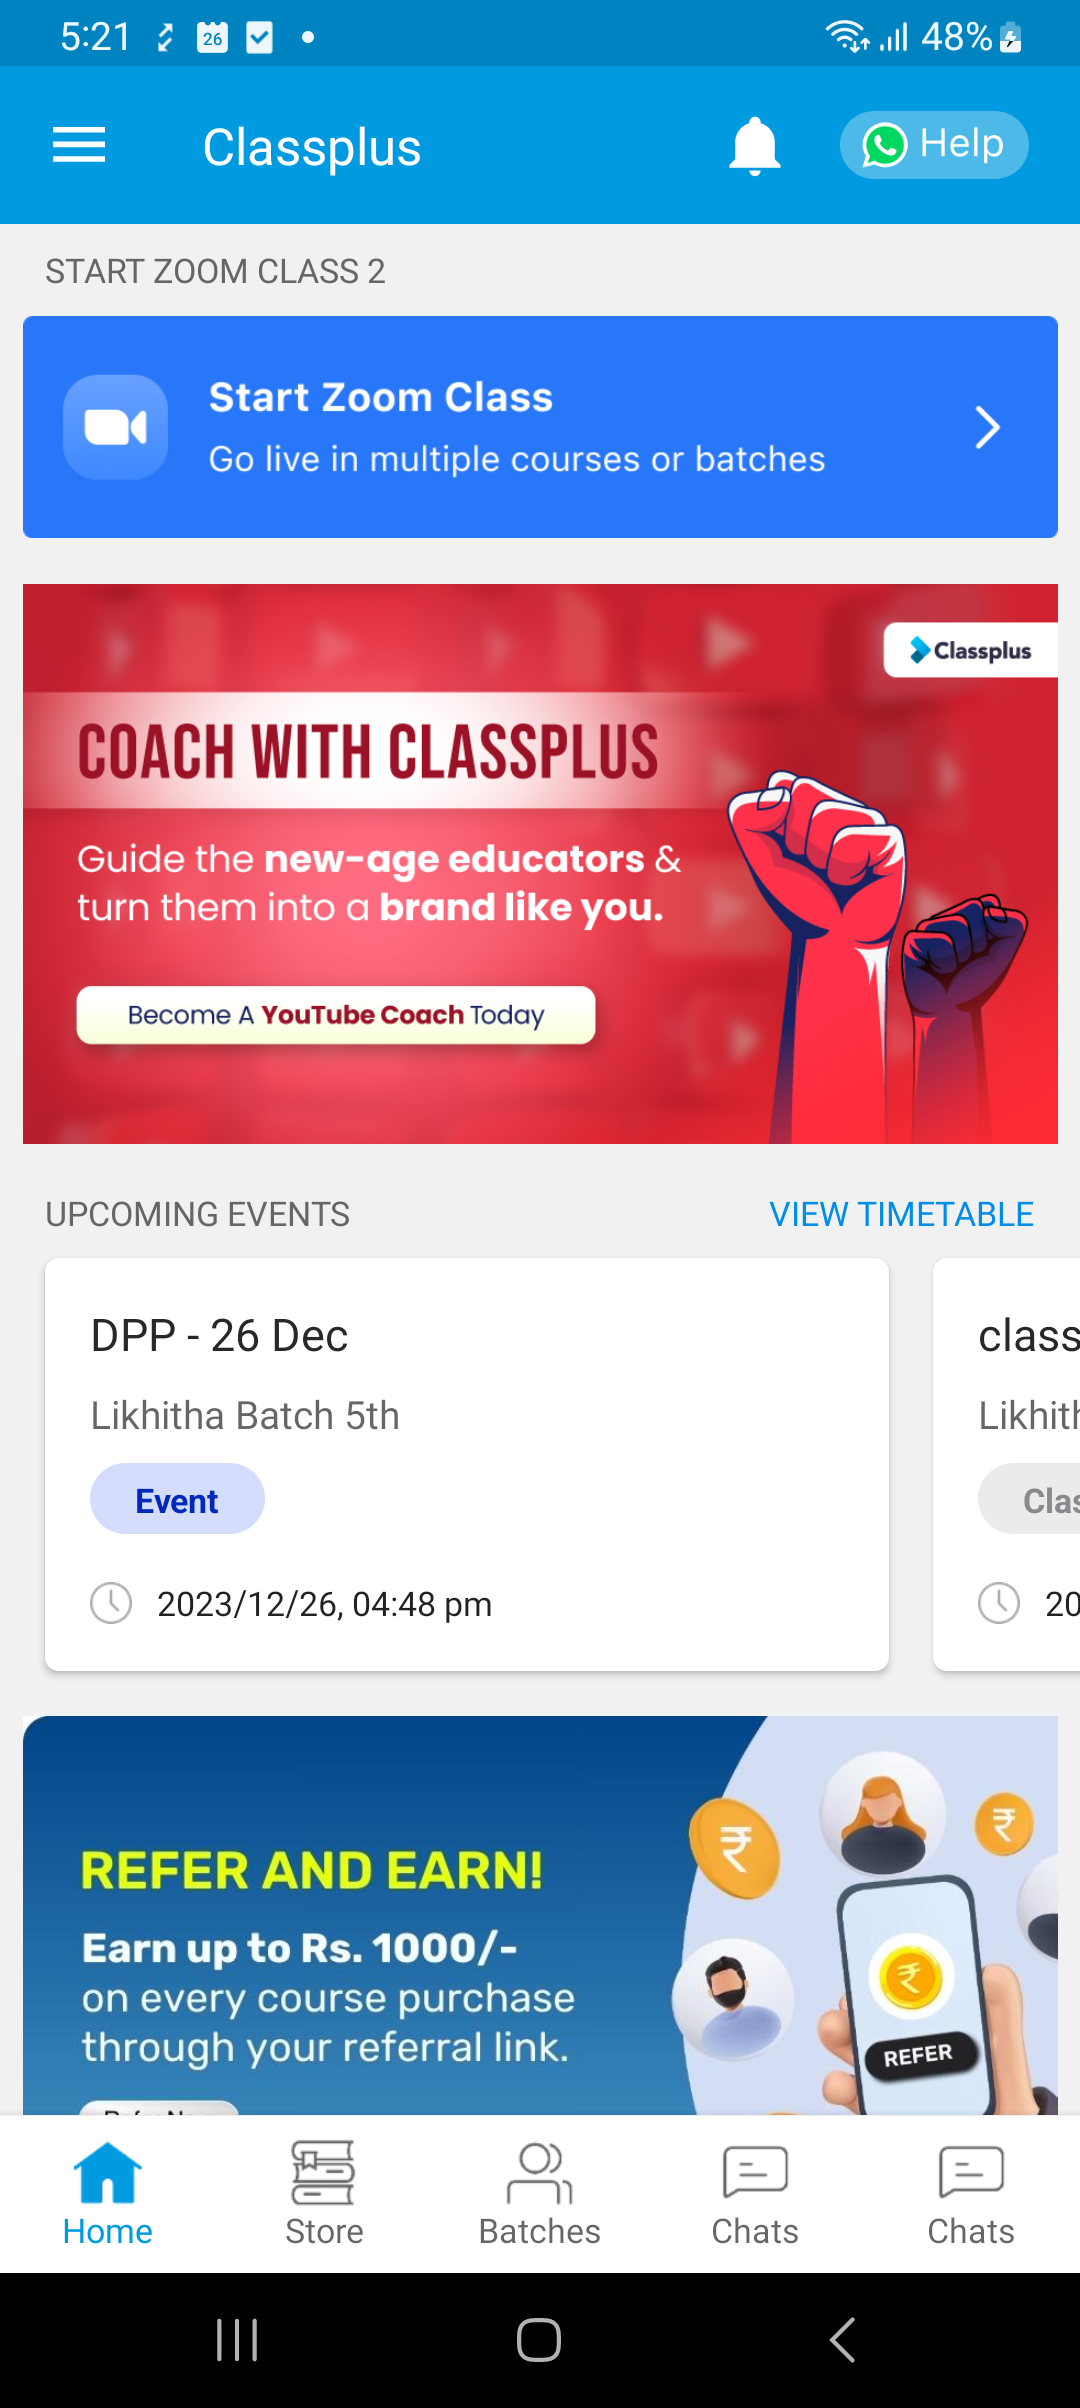 5:21
26
48%
Classplus
Help
START ZOOM CLASS 2
Start Zoom Class
Go live in multiple courses or batches
Classplus
COACH WITH CLASSPLUS
Guide the new-age educators &
turn them into a brand like you.
Become A YouTube Coach Today
UPCOMING EVENTS
VIEW TIMETABLE
DPP - 26 Dec
Likhitha Batch 5th
Event
2023/12/26, 04:48 pm
class
Likhith
Clas
20
REFER AND EARN!
Earn up to Rs. 1000/-
on every course purchase
through your referral link.
₹
₹
₹
REFER
Home
Store
Batches
Chats
Chats